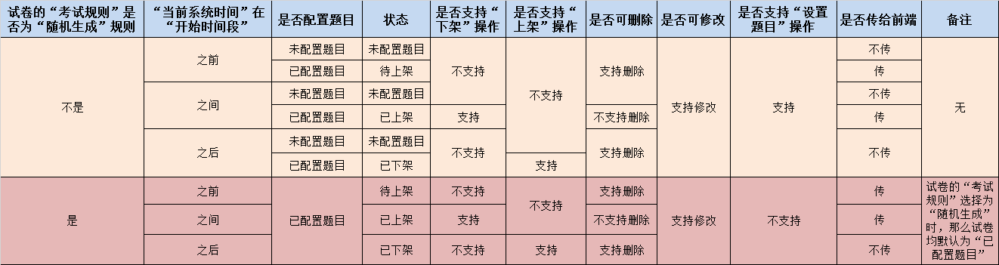 试卷的“考试规则”是
否为“随机生成”规则
“当前系统时间”在
“开始时间段”
是否配置题目
状态
是否支持“
下架”操作
是否支持“
上架”操作
是否可删除
是否可修改
是否支持“设置
题目”操作
是否传给前端
备注
不是
之前
未配置题目
未配置题目
不支持
不支持
支持删除
支持修改
支持
不传
无
已配置题目
待上架
传
之间
未配置题目
未配置题目
不传
已配置题目
已上架
支持
不支持删除
传
之后
未配置题目
未配置题目
不支持
支持删除
不传
已配置题目
已下架
支持
是
之前
已配置题目
待上架
不支持
不支持
支持删除
支持修改
不支持
传
试卷的“考试
规则”选择为
“随机生成”
时，那么试卷
均默认为“已
配置题目”
之间
已上架
支持
不支持删除
传
之后
已下架
不支持
支持
支持删除
不传